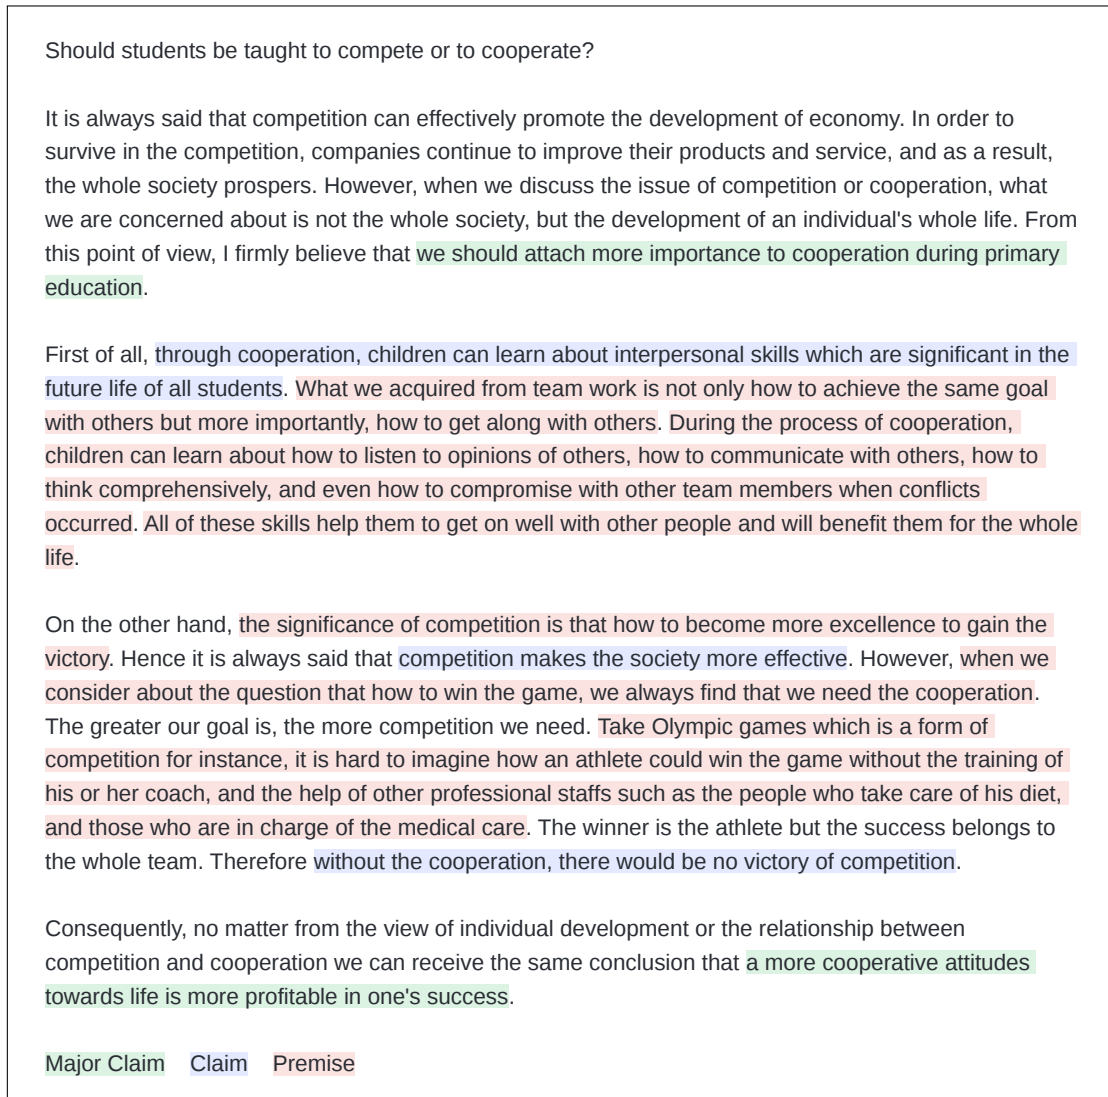 Should students be taught to compete or to cooperate?
It is always said that competition can effectively promote the development of economy. In order to
survive in the competition, companies continue to improve their products and service, and as a result,
the whole society prospers. However, when we discuss the issue of competition or cooperation, what
we are concerned about is not the whole society, but the development of an individual's whole life. From
this point of view, I firmly believe that we should attach more importance to cooperation during primary
education.
First of all, through cooperation, children can learn about interpersonal skills which are significant in the
future life of all students. What we acquired from team work is not only how to achieve the same goal
with others but more importantly, how to get along with others. During the process of cooperation,
children can learn about how to listen to opinions of others, how to communicate with others, how to
think comprehensively, and even how to compromise with other team members when conflicts
occurred. All of these skills help them to get on well with other people and will benefit them for the whole
life.
On the other hand, the significance of competition is that how to become more excellence to gain the
victory. Hence it is always said that competition makes the society more effective. However, when we
consider about the question that how to win the game, we always find that we need the cooperation.
The greater our goal is, the more competition we need. Take Olympic games which is a form of
competition for instance, it is hard to imagine how an athlete could win the game without the training of
his or her coach, and the help of other professional staffs such as the people who take care of his diet,
and those who are in charge of the medical care. The winner is the athlete but the success belongs to
the whole team. Therefore without the cooperation, there would be no victory of competition.
Consequently, no matter from the view of individual development or the relationship between
competition and cooperation we can receive the same conclusion that a more cooperative attitudes
towards life is more profitable in one's success.
Major Claim Claim Premise